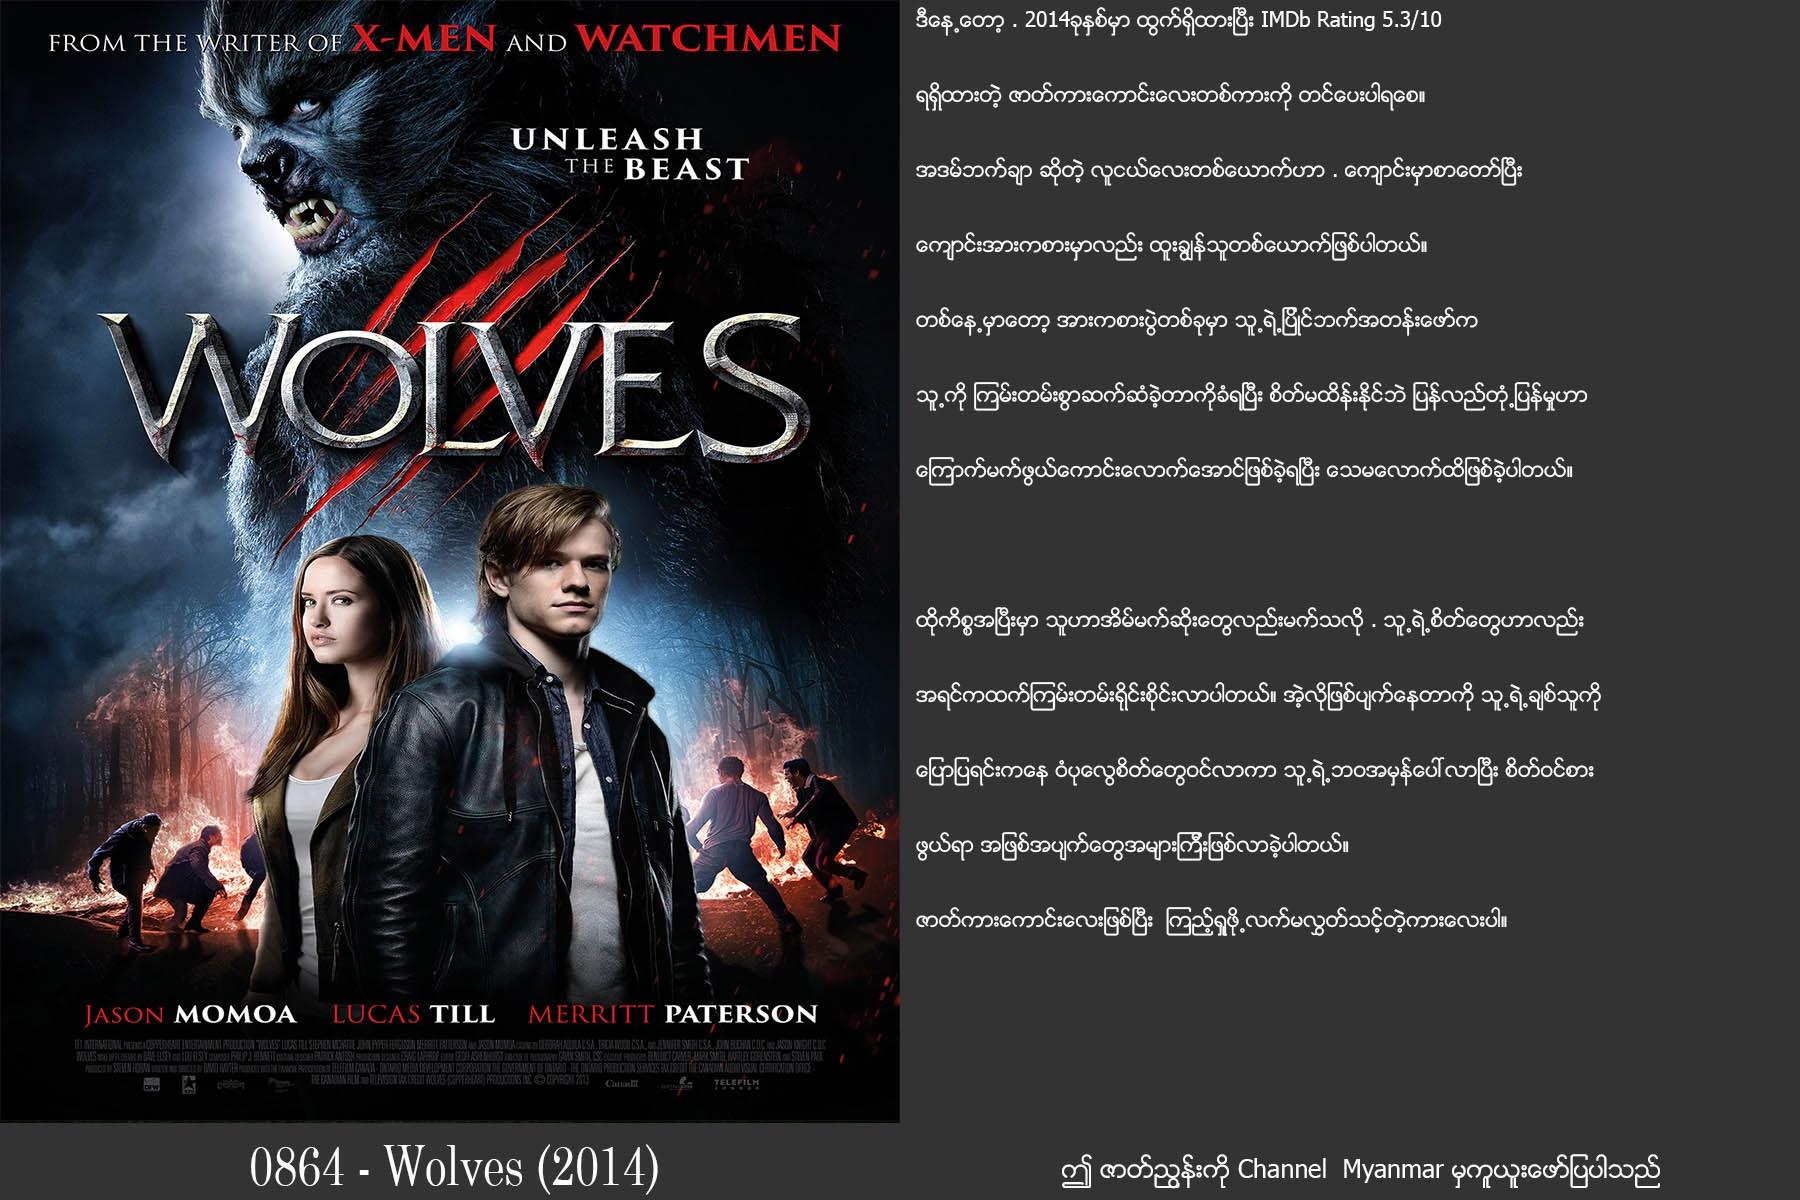 FROM THE WRITER OF X-MEN AND WATCHMEN
UNLEASH
THE BEAST
WOLVES
JASON MOMOA LUCAS TILL MERRITT PATERSON
0864 - Wolves (2014)
ဒီနေ့တော့ . 2014ခုနှစ်မှာ ထွက်ရှိထားပြီး IMDb Rating 5.3/10
ရရှိထားတဲ့ ဇာတ်ကားကောင်းလေးတစ်ကားကို တင်ပေးပါရစေ။
အဒမ်ဘက်ချာ ဆိုတဲ့ လူငယ်လေးတစ်ယောက်ဟာ . ကျောင်းမှာစာတော်ပြီး
ကျောင်းအားကစားမှာလည်း ထူးချွန်သူတစ်ယောက်ဖြစ်ပါတယ်။
တစ်နေ့မှာတော့ အားကစားပွဲတစ်ခုမှာ သူ့ရဲ့ပြိုင်ဘက်အတန်းဖော်က
သူ့ကို ကြမ်းတမ်းစွာဆက်ဆံခဲ့တာကိုခံရပြီး စိတ်မထိန်းနိုင်ဘဲ ပြန်လည်တုံ့ပြန်မှုဟာ
ကြောက်မက်ဖွယ်ကောင်းလောက်အောင်ဖြစ်ခဲ့ရပြီး သေမလောက်ထိဖြစ်ခဲ့ပါတယ်။
ထိုကိစ္စအပြီးမှာ သူဟာအိမ်မက်ဆိုးတွေလည်းမက်သလို . သူ့ရဲ့စိတ်တွေဟာလည်း
အရင်ကထက်ကြမ်းတမ်းရိုင်းစိုင်းလာပါတယ်။ အဲ့လိုဖြစ်ပျက်နေတာကို သူ့ရဲ့ချစ်သူကို
ပြောပြရင်းကနေ ဝံပုလွေစိတ်တွေဝင်လာကာ သူ့ရဲ့ဘဝအမှန်ပေါ်လာပြီး စိတ်ဝင်စား
ဖွယ်ရာ အဖြစ်အပျက်တွေအများကြီးဖြစ်လာခဲ့ပါတယ်။
ဇာတ်ကားကောင်းလေးဖြစ်ပြီး ကြည့်ရှုဖို့လက်မလွှတ်သင့်တဲ့ကားလေးပါ။
ဤ ဇာတ်ညွှန်းကို Channel Myanmar မှကူယူးဖော်ပြပါသည်